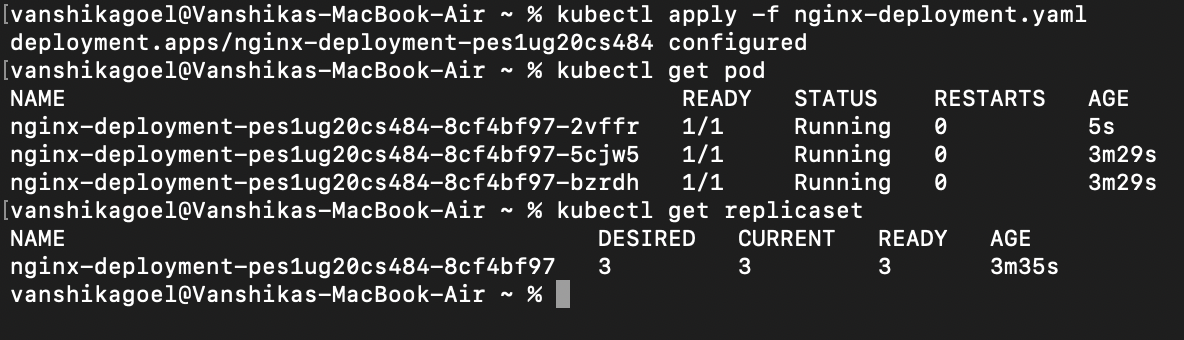 [vanshikagoel@Vanshikas-MacBook-Air ~ % kubectl apply -f nginx-deployment.yaml
deployment.apps/nginx-deployment-pes1ug20cs484 configured
[vanshikagoel@Vanshikas-MacBook-Air ~ % kubectl get pod
NAME READY STATUS RESTARTS AGE
nginx-deployment-pes1ug20cs484-8cf4bf97-2vffr 1/1 Running 0 5s
nginx-deployment-pes1ug20cs484-8cf4bf97-5cjw5 1/1 Running 0 3m29s
nginx-deployment-pes1ug20cs484-8cf4bf97-bzrdh 1/1 Running 0 3m29s
[vanshikagoel@Vanshikas-MacBook-Air ~ % kubectl get replicaset
NAME DESIRED CURRENT READY AGE
nginx-deployment-pes1ug20cs484-8cf4bf97 3 3 3 3m35s
vanshikagoel@Vanshikas-MacBook-Air ~ %